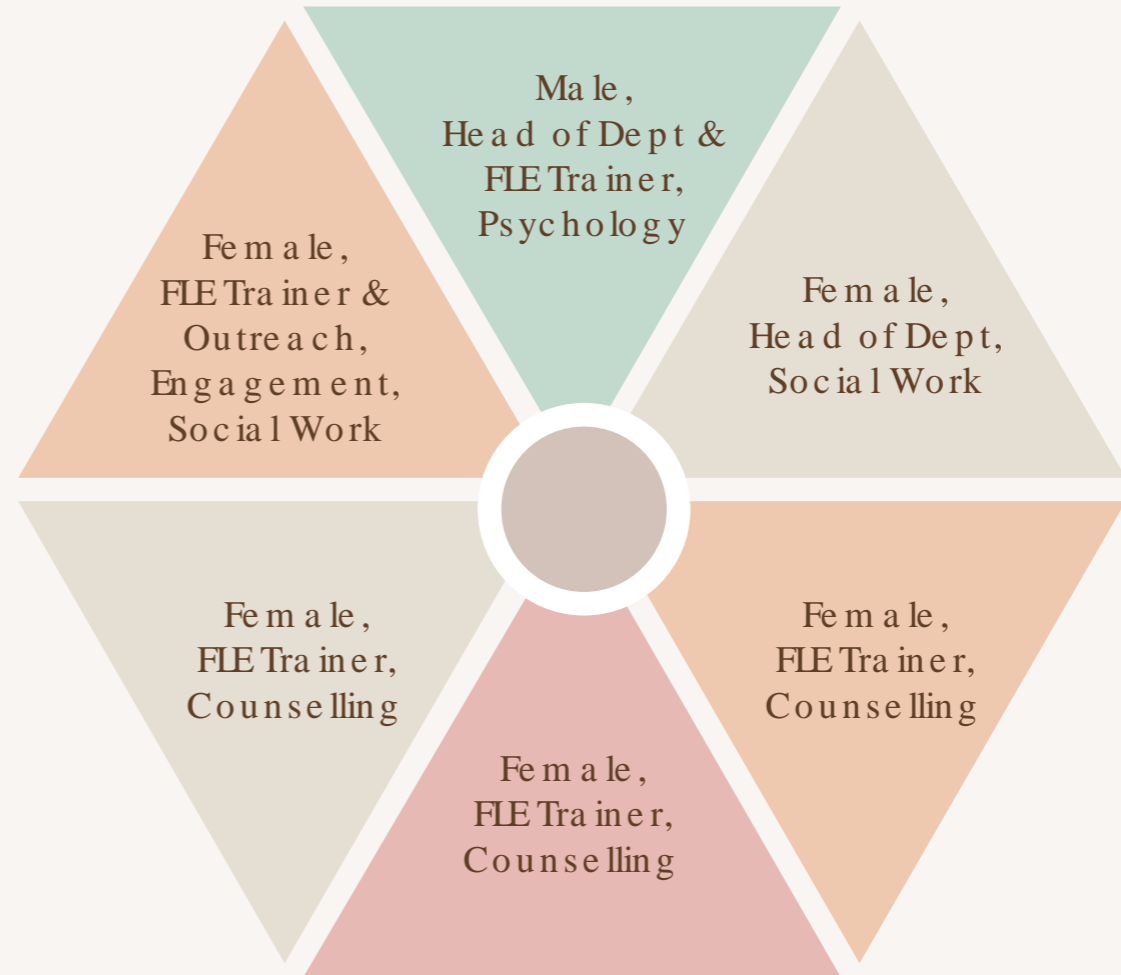 Male,
Head of Dept &
FLE Trainer,
Psychology
Female,
Head of Dept,
Social Work
Female,
FLE Trainer,
Counselling
Female,
FLE Trainer,
Counselling
Female,
FLE Trainer,
Counselling
Female,
FLE Trainer &
Outreach,
Engagement,
Social Work